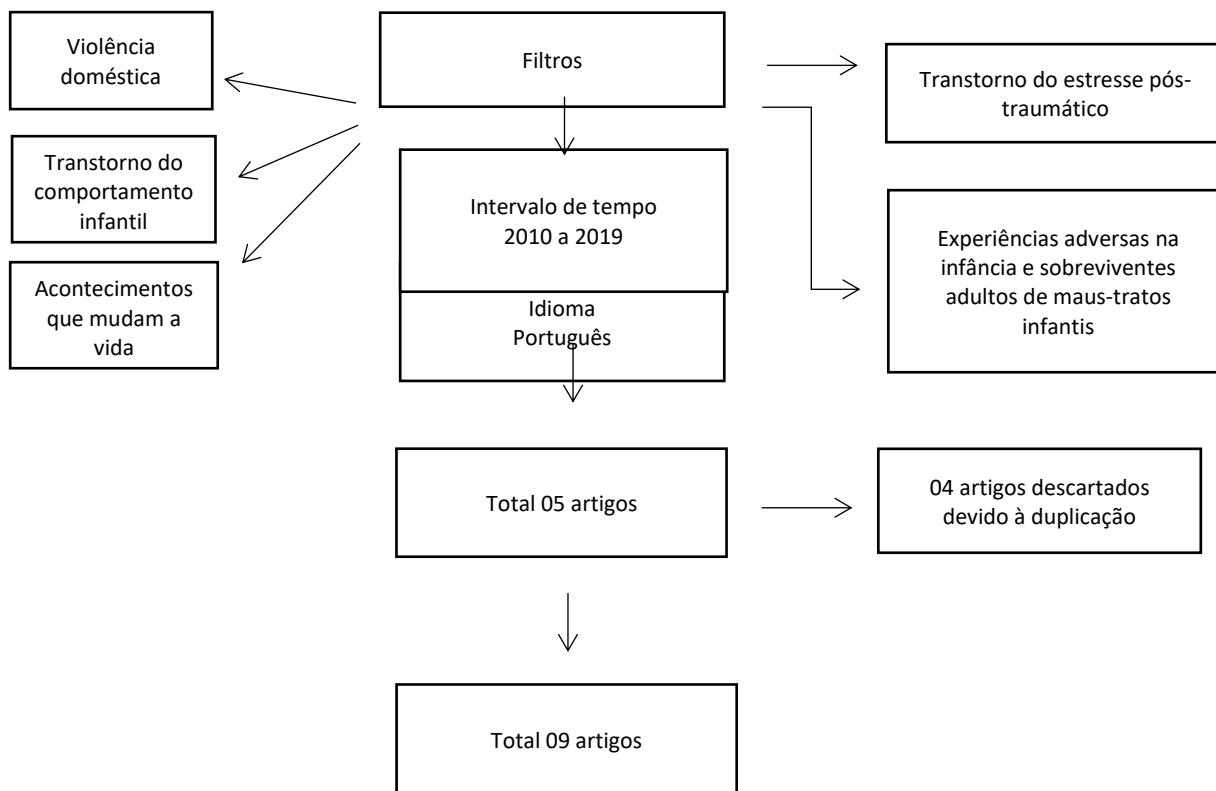 Violência
doméstica
Transtorno do
comportamento
infantil
Acontecimentos
que mudam a
vida
Filtros
Intervalo de tempo
2010 a 2019
Idioma
Português
Transtorno do estresse pós-
traumático
Experiências adversas na
infância e sobreviventes
adultos de maus-tratos
infantis
Total 05 artigos
04 artigos descartados
devido à duplicação
Total 09 artigos